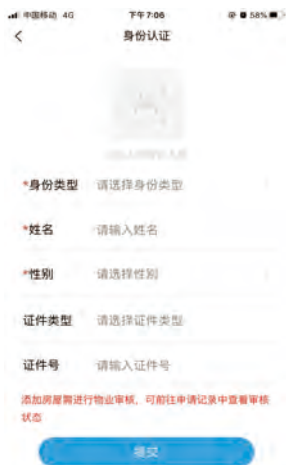 中国移动 4G 下午7:06 58%
身份认证
*身份类型 请选择身份类型
*姓名 请输入姓名
*性别 请选择性别
证件类型 请选择证件类型
证件号 请输入证件号
添加房屋需进行物业审核，可前往申请记录中查看审核
状态
提交